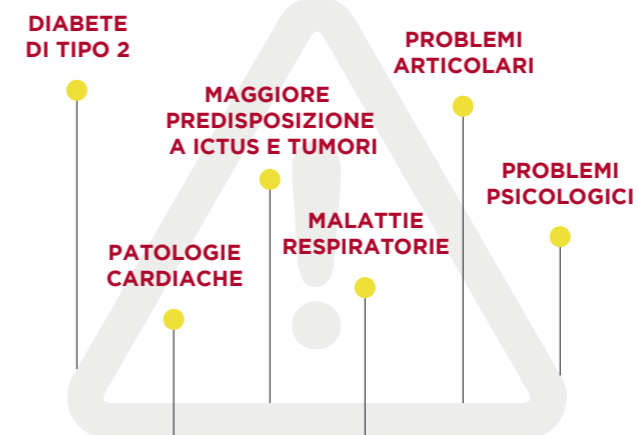 DIABETE
DI TIPO 2
PROBLEMI
ARTICOLARI
MAGGIORE
PREDISPOSIZIONE
A ICTUS E TUMORI
PROBLEMI
PSICOLOGICI
MALATTIE
RESPIRATORIE
PATOLOGIE
CARDIACHE